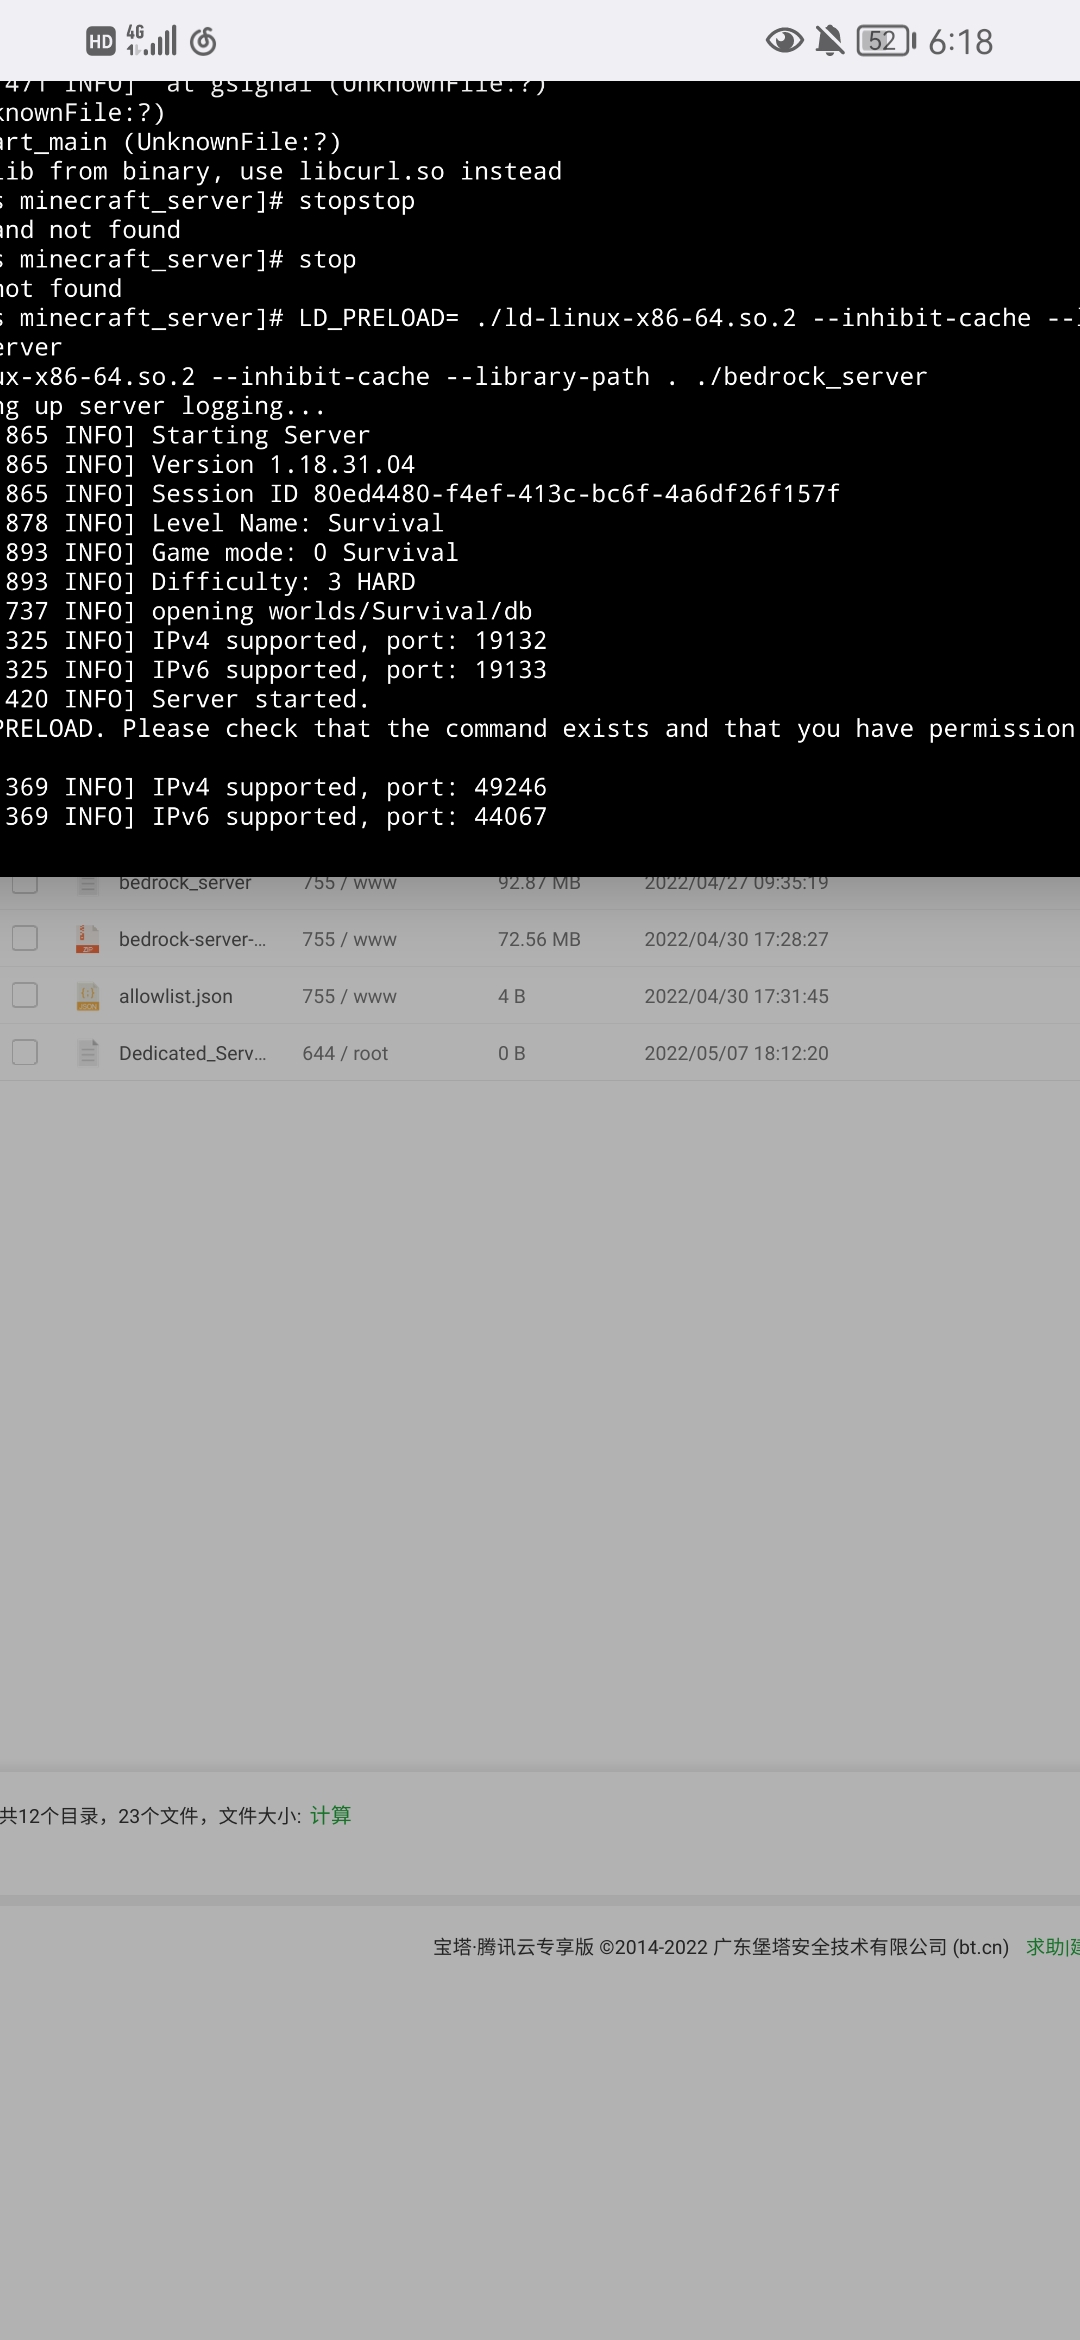 HD 4G 52 6:18
471 INFO] at gsignal (UnknownFile:?)
knownFile:?)
art_main (UnknownFile:?)
lib from binary, use libcurl.so instead
s minecraft_server]# stopstop
and not found
s minecraft_server]# stop
not found
s minecraft_server]# LD_PRELOAD= ./ld-linux-x86-64.so.2 --inhibit-cache --l
erver
ux-x86-64.so.2 --inhibit-cache --library-path . ./bedrock_server
ng up server logging...
865 INFO] Starting Server
865 INFO] Version 1.18.31.04
865 INFO] Session ID 80ed4480-f4ef-413c-bc6f-4a6df26f157f
878 INFO] Level Name: Survival
893 INFO] Game mode: 0 Survival
893 INFO] Difficulty: 3 HARD
737 INFO] opening worlds/Survival/db
325 INFO] IPv4 supported, port: 19132
325 INFO] IPv6 supported, port: 19133
420 INFO] Server started.
PRELOAD. Please check that the command exists and that you have permission
369 INFO] IPv4 supported, port: 49246
369 INFO] IPv6 supported, port: 44067
bedrock_server 755 / www 92.87 MB 2022/04/27 09:35:19
bedrock-server-... 755 / www 72.56 MB 2022/04/30 17:28:27
allowlist.json 755 / www 4 B 2022/04/30 17:31:45
Dedicated_Serv... 644 / root 0 B 2022/05/07 18:12:20
共12个目录，23个文件，文件大小: 计算
宝塔·腾讯云专享版 ©2014-2022 广东堡塔安全技术有限公司 (bt.cn) 求助|建